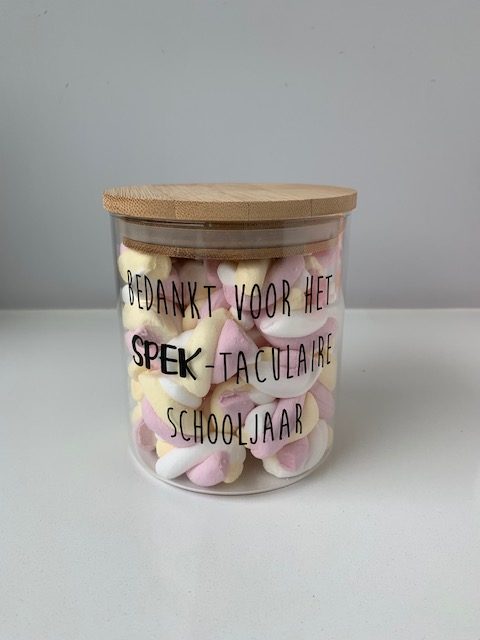 BEDANKT VOOR HET
SPEK-TACULAIRE
SCHOOLJAAR